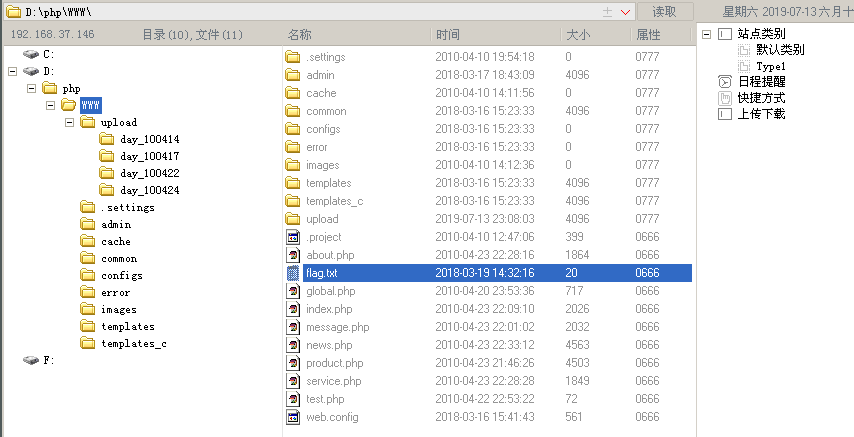 D:\php\WWW\ 读取 星期六 2019-07-13 六月十
192.168.37.146 目录(10),文件(11) 名称 时间 大小 属性
C:
D:
php
WWW
upload
day_100414
day_100417
day_100422
day_100424
.settings
admin
cache
common
configs
error
images
templates
templates_c
F:
.settings 2010-04-10 19:54:18 0 0777
admin 2018-03-17 18:43:09 4096 0777
cache 2010-04-10 14:11:56 0 0777
common 2018-03-16 15:23:33 4096 0777
configs 2018-03-16 15:23:33 0 0777
error 2018-03-16 15:23:33 0 0777
images 2010-04-10 14:12:36 0 0777
templates 2018-03-16 15:23:33 4096 0777
templates_c 2018-03-16 15:23:33 4096 0777
upload 2019-07-13 23:08:03 4096 0777
.project 2010-04-10 12:47:06 399 0666
about.php 2010-04-23 22:28:16 1864 0666
flag.txt 2018-03-19 14:32:16 20 0666
global.php 2010-04-20 23:53:36 717 0666
index.php 2010-04-23 22:09:10 2026 0666
message.php 2010-04-23 22:01:02 2032 0666
news.php 2010-04-23 22:33:12 4563 0666
product.php 2010-04-23 21:46:26 4503 0666
service.php 2010-04-23 22:28:28 1849 0666
test.php 2010-04-22 22:53:22 72 0666
web.config 2018-03-16 15:41:43 561 0666
站点类别
默认类别
Type1
日程提醒
快捷方式
上传下载